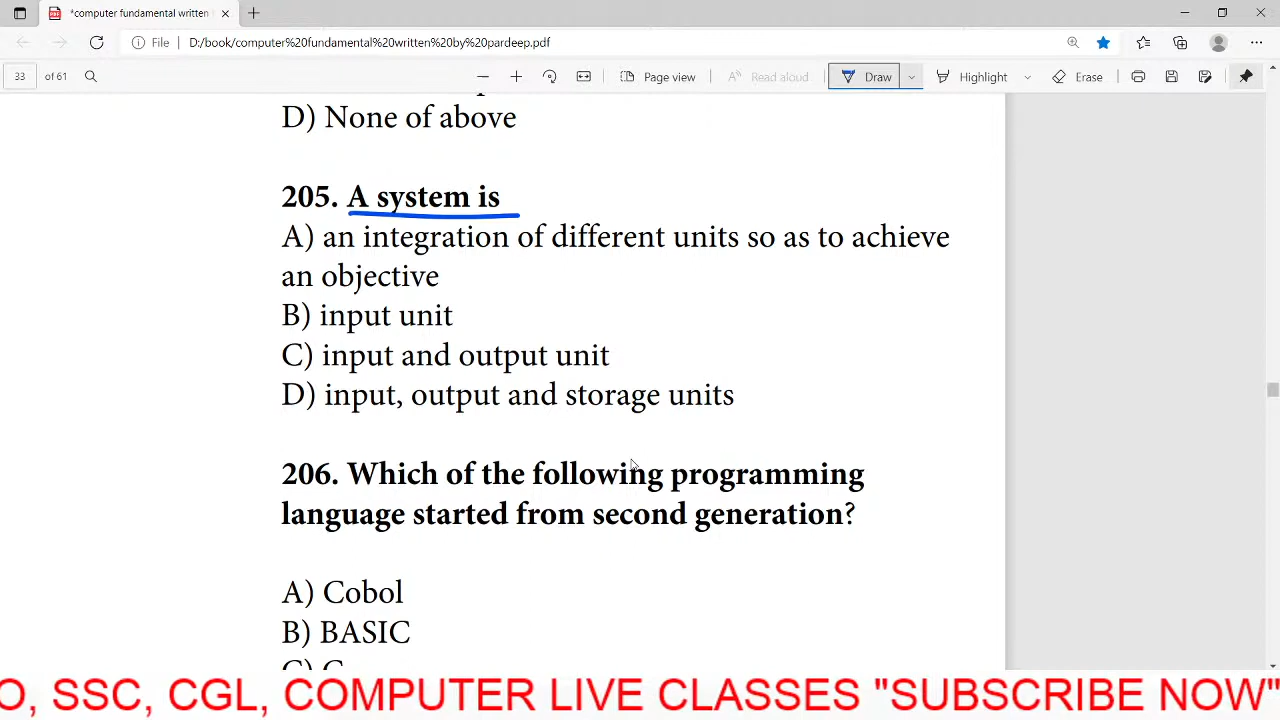 *computer fundamental written
File
D:/book/computer%20fundamental%20written%20by%20pardeep.pdf
33
of 61
Page view
Read aloud
Draw
Highlight
Erase
D) None of above
205. A system is
A) an integration of different units so as to achieve
an objective
B) input unit
C) input and output unit
D) input, output and storage units
206. Which of the following programming
language started from second generation?
A) Cobol
B) BASIC
O, SSC, CGL, COMPUTER LIVE CLASSES "SUBSCRIBE NOW"